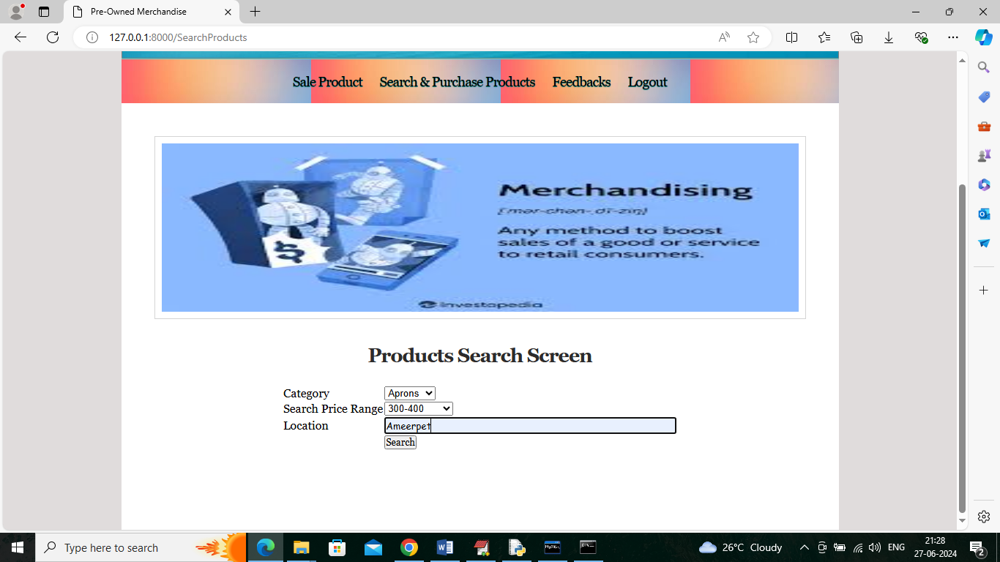 Pre-Owned Merchandise
127.0.0.1:8000/SearchProducts
Sale Product Search & Purchase Products Feedbacks Logout
Merchandising
[mər-chən-ˌdī-ziŋ]
Any method to boost
sales of a good or service
to retail consumers.
Investopedia
Products Search Screen
Category Aprons
Search Price Range 300-400
Location Ameerpet
Search
Type here to search
26°C Cloudy
ENG
21:28
27-06-2024
2